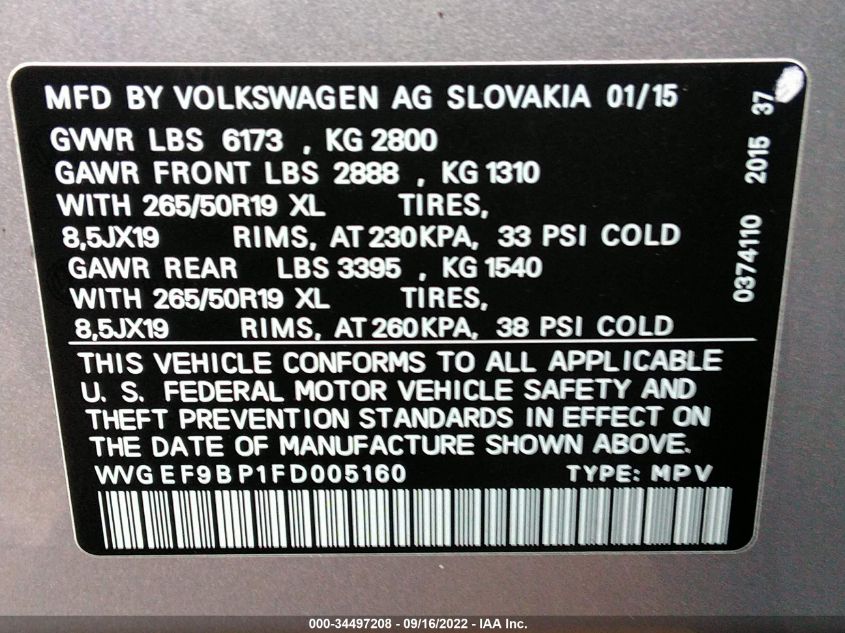 MFD BY VOLKSWAGEN AG SLOVAKIA 01/15
GVWR LBS 6173 , KG 2800
GAWR FRONT LBS 2888 , KG 1310
WITH 265/50R19 XL TIRES,
8,5JX19 RIMS, AT 230KPA, 33 PSI COLD
GAWR REAR LBS 3395 , KG 1540
WITH 265/50R19 XL TIRES,
8,5JX19 RIMS, AT 260KPA, 38 PSI COLD
THIS VEHICLE CONFORMS TO ALL APPLICABLE
U. S. FEDERAL MOTOR VEHICLE SAFETY AND
THEFT PREVENTION STANDARDS IN EFFECT ON
THE DATE OF MANUFACTURE SHOWN ABOVE.
WVGEF9BP1FD005160 TYPE: MPV
0374110 2015 37
000-34497208 - 09/16/2022 - IAA Inc.